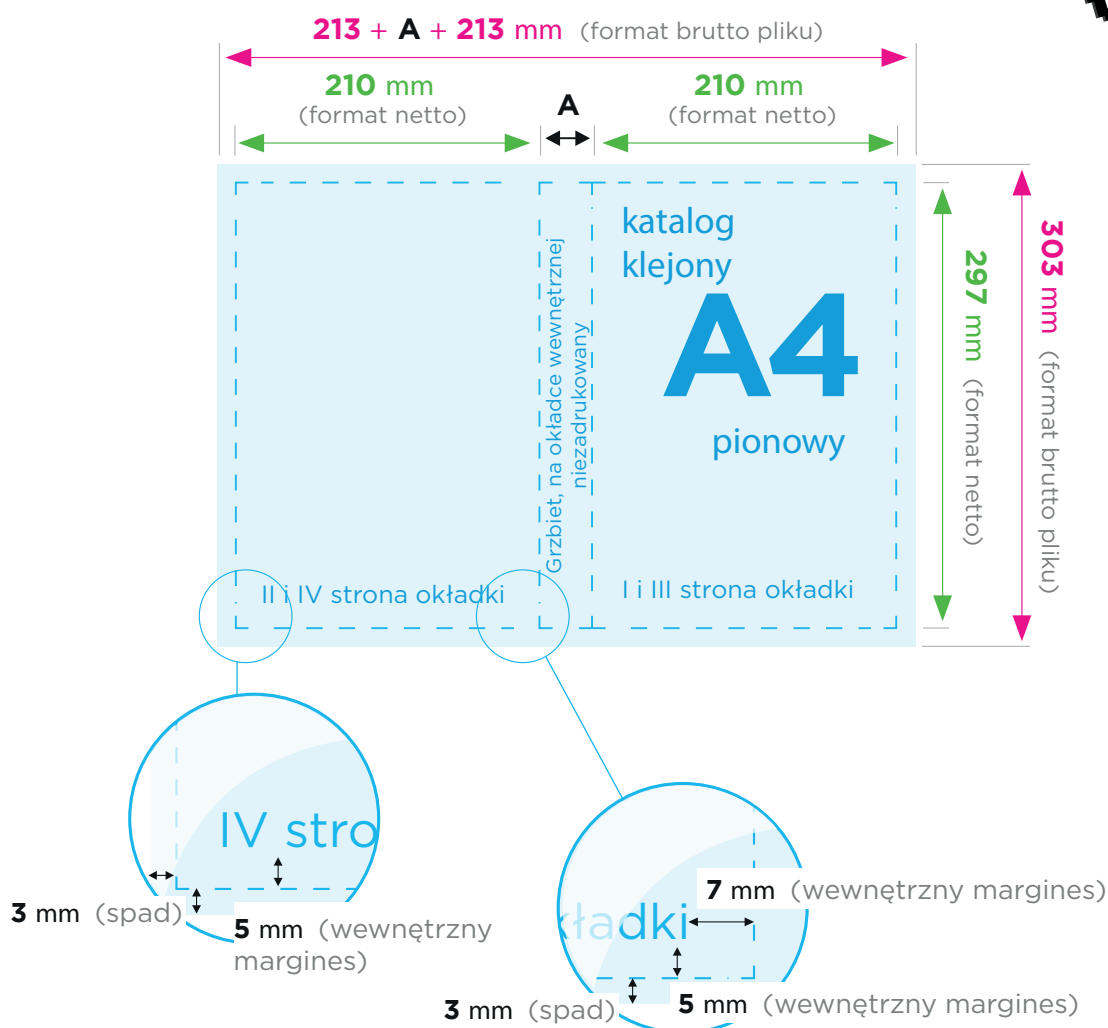 213 + A + 213 mm (format brutto pliku)
210 mm
(format netto)
A
210 mm
(format netto)
katalog
klejony
A4
pionowy
Grzbiet, na okładce wewnętrznej
niezadrukowany
II i IV strona okładki
I i III strona okładki
297 mm (format netto)
303 mm (format brutto pliku)
IV stro
3 mm (spad)
5 mm (wewnętrzny
margines)
kładki
7 mm (wewnętrzny margines)
3 mm (spad)
5 mm (wewnętrzny margines)